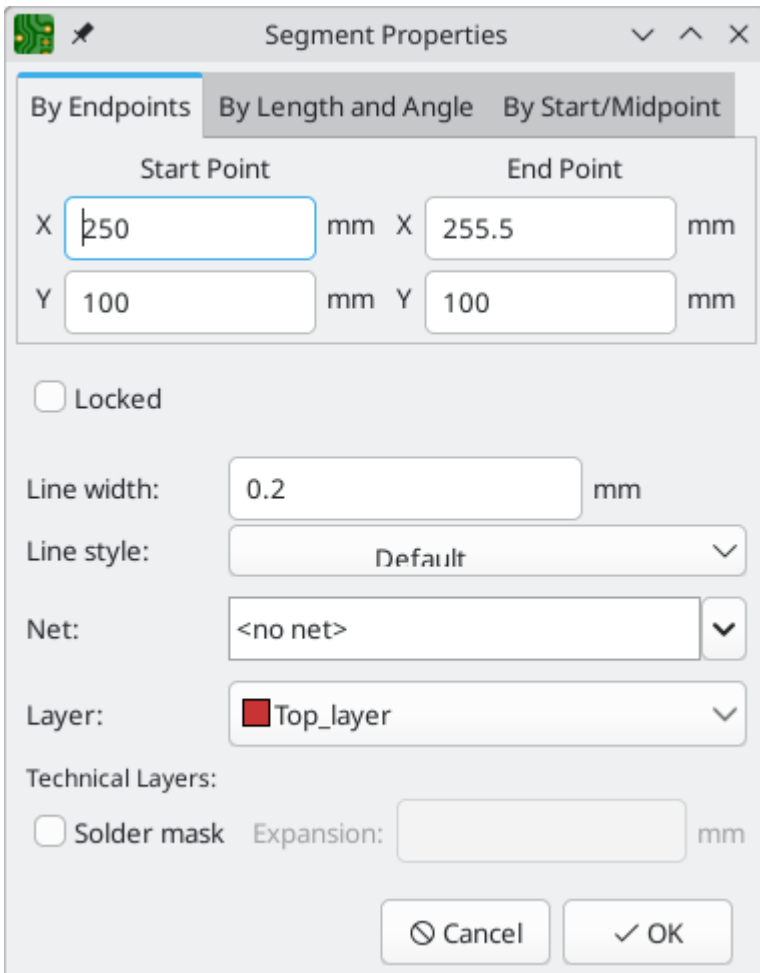 Segment Properties
By Endpoints By Length and Angle By Start/Midpoint
Start Point End Point
X 250 mm X 255.5 mm
Y 100 mm Y 100 mm
Locked
Line width: 0.2 mm
Line style: Default
Net: <no net>
Layer: Top_layer
Technical Layers:
Solder mask Expansion: mm
Cancel OK